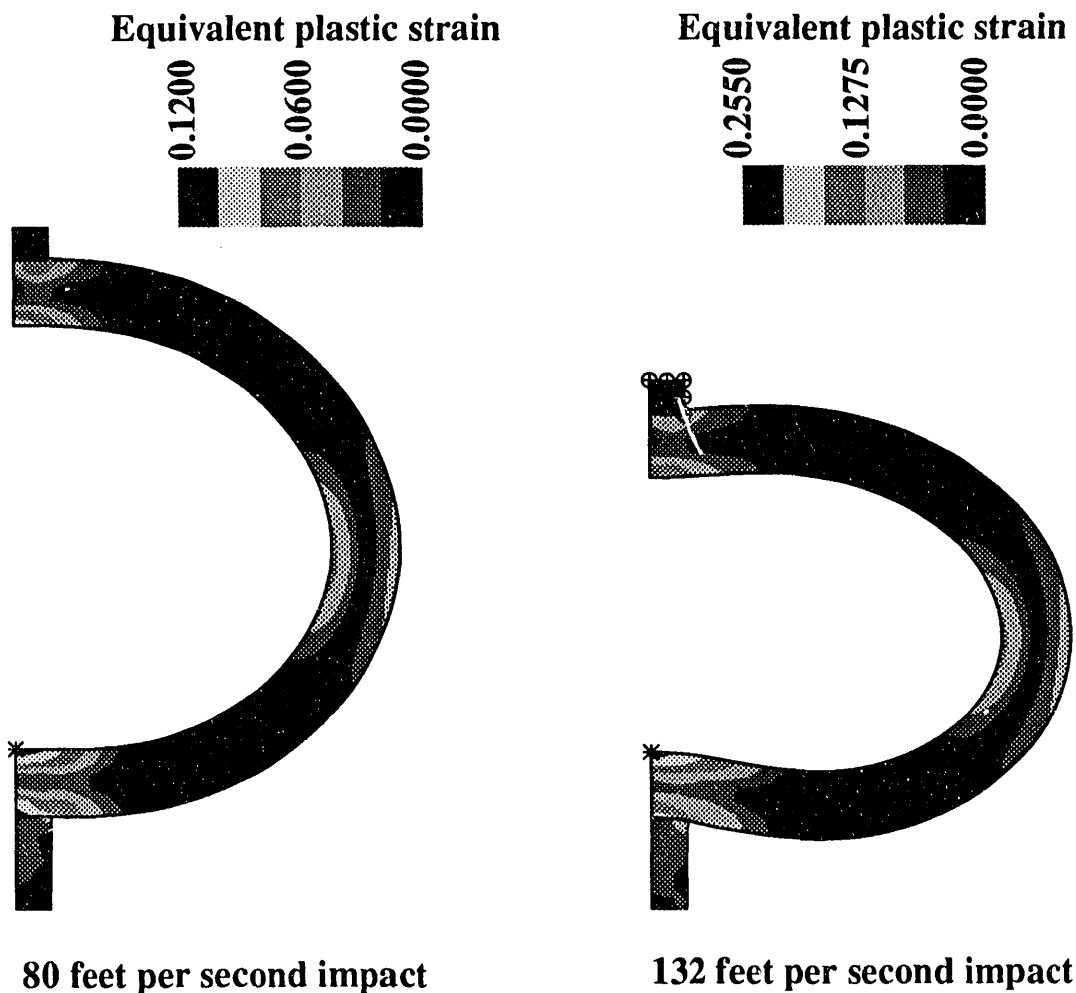 Equivalent plastic strain
0.1200
0.0600
0.0000
Equivalent plastic strain
0.2550
0.1275
0.0000
80 feet per second impact
132 feet per second impact